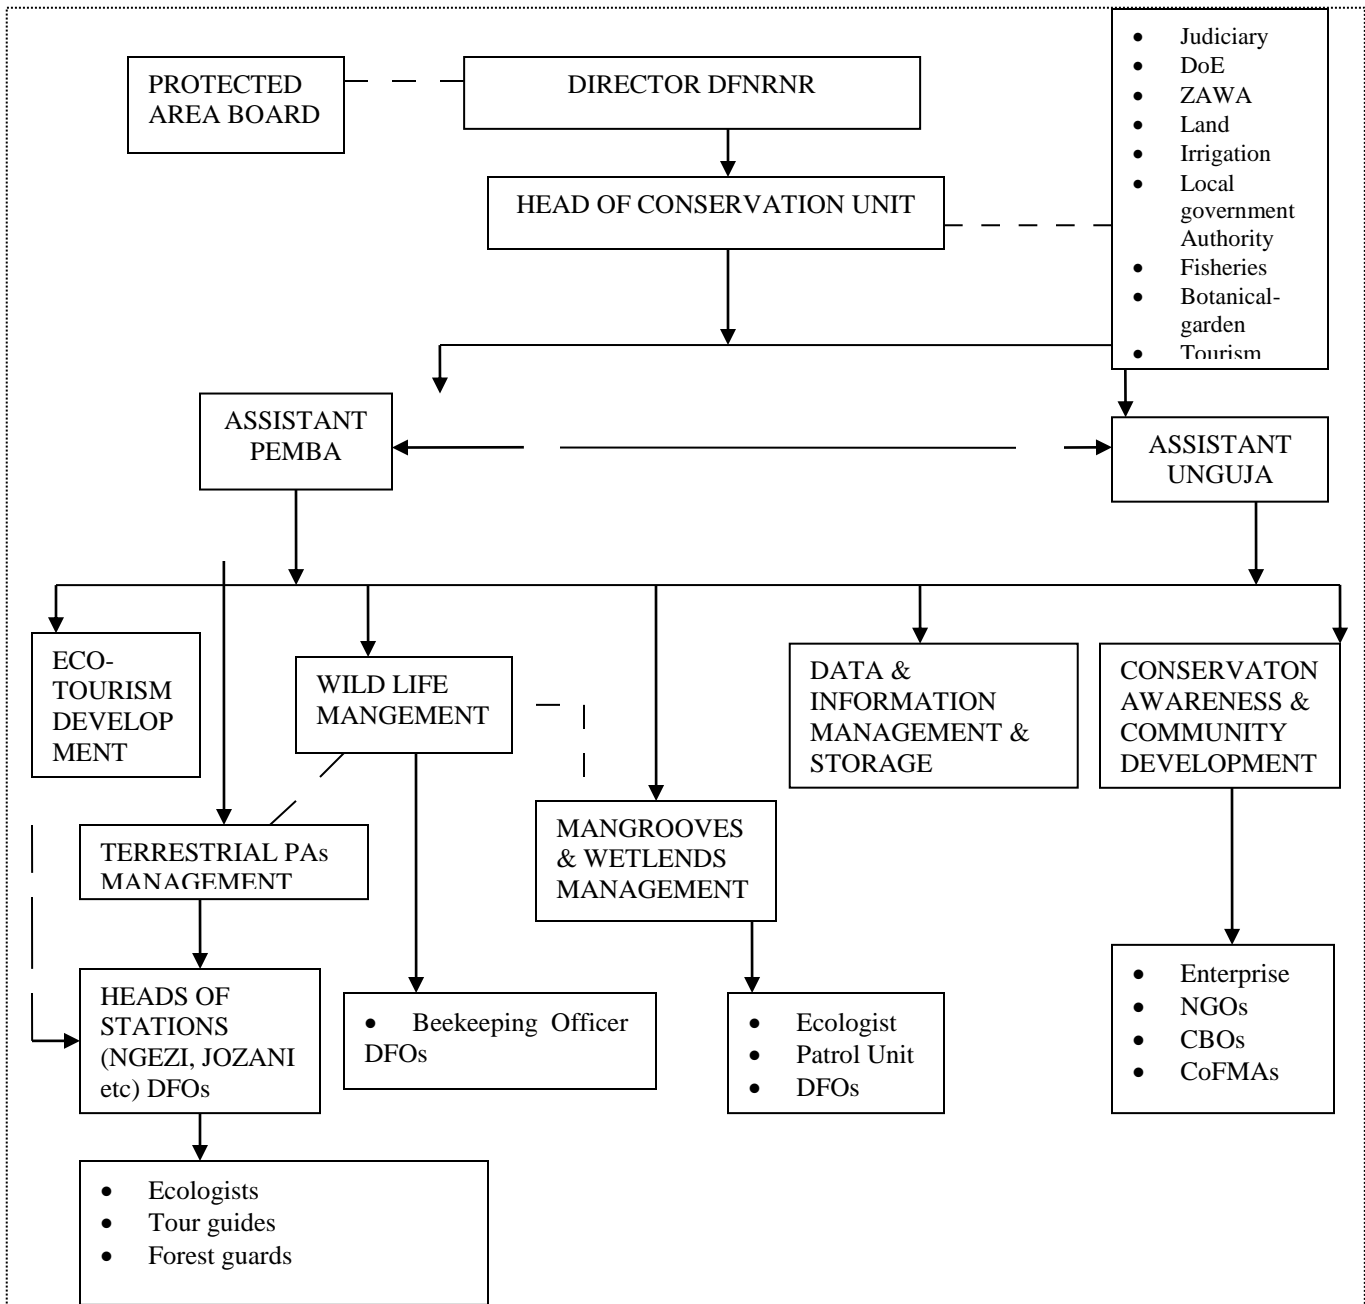 PROTECTED
AREA BOARD
DIRECTOR DFNRNR
• Judiciary
• DoE
• ZAWA
• Land
• Irrigation
• Local
government
Authority
• Fisheries
• Botanical-
garden
• Tourism
HEAD OF CONSERVATION UNIT
ASSISTANT
PEMBA
ASSISTANT
UNGUJA
ECO-
TOURISM
DEVELOP
MENT
WILD LIFE
MANGEMENT
DATA &
INFORMATION
MANAGEMENT &
STORAGE
CONSERVATON
AWARENESS &
COMMUNITY
DEVELOPMENT
TERRESTRIAL PAs
MANAGEMENT
MANGROOVES
& WETLENDS
MANAGEMENT
HEADS OF
STATIONS
(NGEZI, JOZANI
etc) DFOs
• Beekeeping Officer
DFOs
• Ecologist
• Patrol Unit
• DFOs
• Enterprise
• NGOs
• CBOs
• CoFMAs
• Ecologists
• Tour guides
• Forest guards